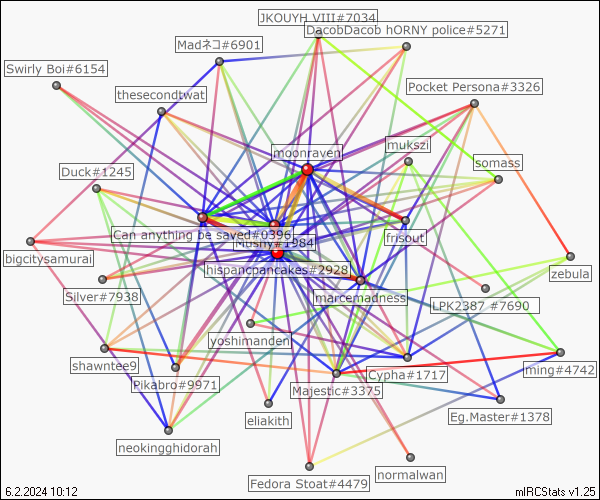 JKOUYH VIII#7034
DacobDacob hORNY police#5271
Madネコ#6901
Swirly Boi#6154
thesecondtwat
Pocket Persona#3326
moonraven
mukszi
somass
Duck#1245
Can anything be saved#0396
Mushy#1984
frisout
bigcitysamurai
hispancpancakes#2928
zebula
Silver#7938
marcemadness
LPK2387 #7690
yoshimanden
shawntee9
Pikabro#9971
Majestic#3375
Cypha#1717
ming#4742
eliakith
Eg.Master#1378
neokingghidorah
normalwan
Fedora Stoat#4479
6.2.2024 10:12
mIRCStats v1.25